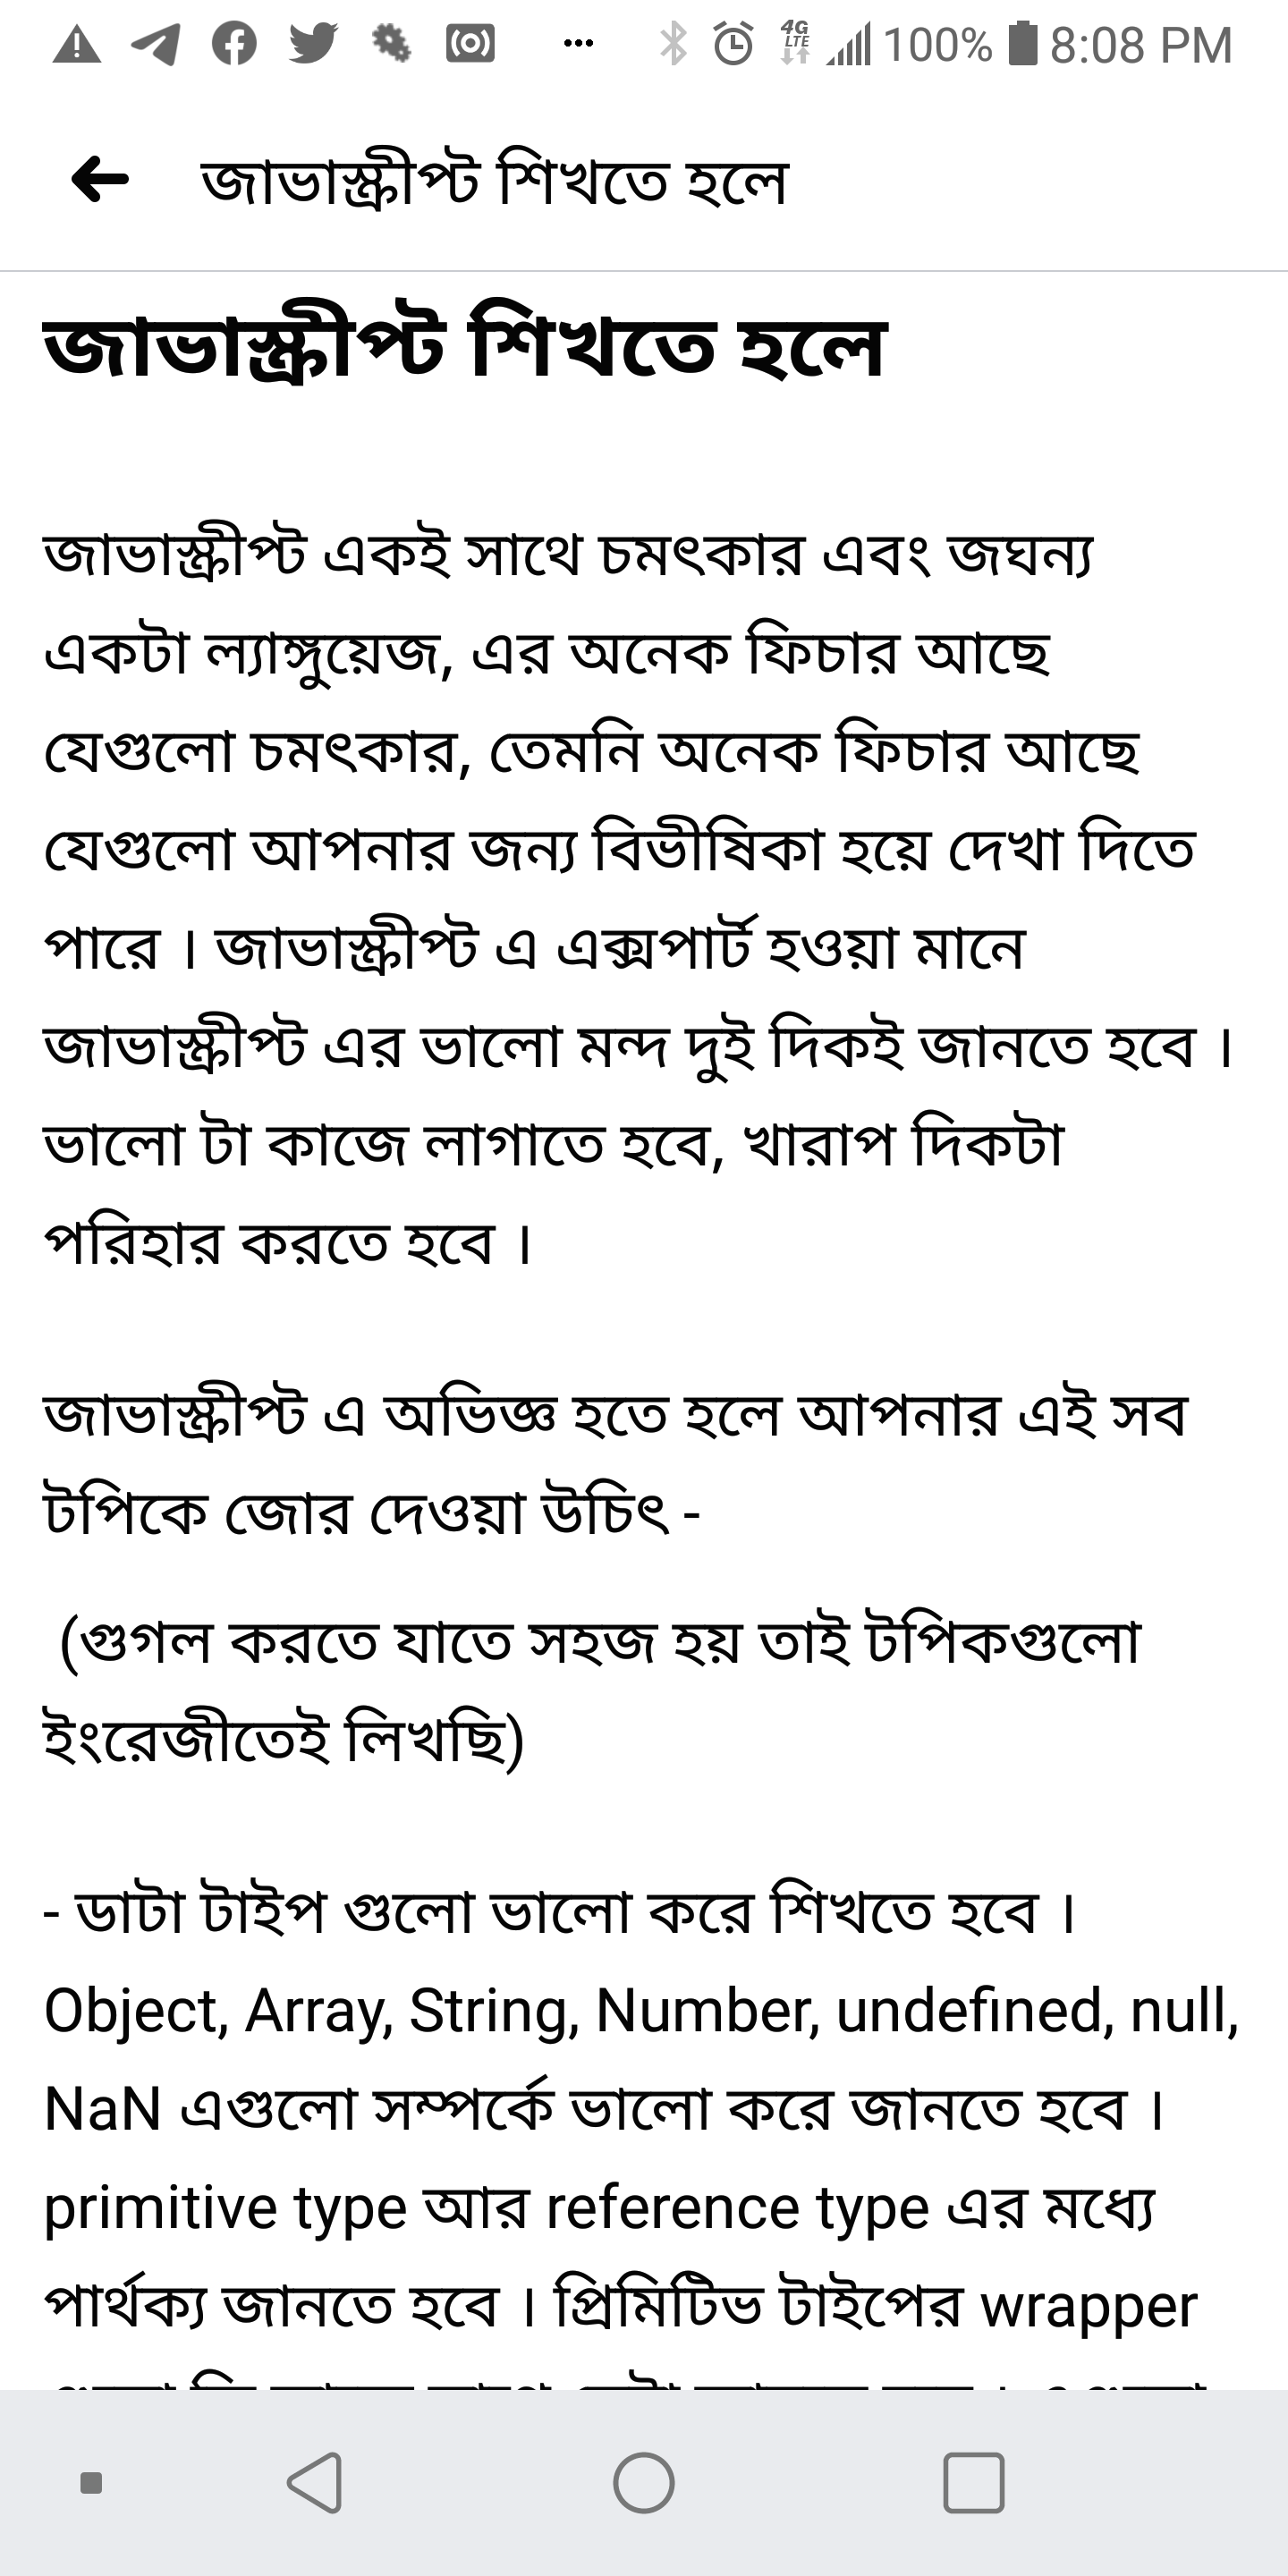 4G
LTE
100%
8:08 PM
জাভাস্ক্রীপ্ট শিখতে হলে
জাভাস্ক্রীপ্ট শিখতে হলে
জাভাস্ক্রীপ্ট একই সাথে চমৎকার এবং জঘন্য
একটা ল্যাঙ্গুয়েজ, এর অনেক ফিচার আছে
যেগুলো চমৎকার, তেমনি অনেক ফিচার আছে
যেগুলো আপনার জন্য বিভীষিকা হয়ে দেখা দিতে
পারে । জাভাস্ক্রীপ্ট এ এক্সপার্ট হওয়া মানে
জাভাস্ক্রীপ্ট এর ভালো মন্দ দুই দিকই জানতে হবে ।
ভালো টা কাজে লাগাতে হবে, খারাপ দিকটা
পরিহার করতে হবে ।
জাভাস্ক্রীপ্ট এ অভিজ্ঞ হতে হলে আপনার এই সব
টপিকে জোর দেওয়া উচিৎ -
(গুগল করতে যাতে সহজ হয় তাই টপিকগুলো
ইংরেজীতেই লিখছি)
- ডাটা টাইপ গুলো ভালো করে শিখতে হবে ।
Object, Array, String, Number, undefined, null,
NaN এগুলো সম্পর্কে ভালো করে জানতে হবে ।
primitive type আর reference type এর মধ্যে
পার্থক্য জানতে হবে । প্রিমিটিভ টাইপের wrapper